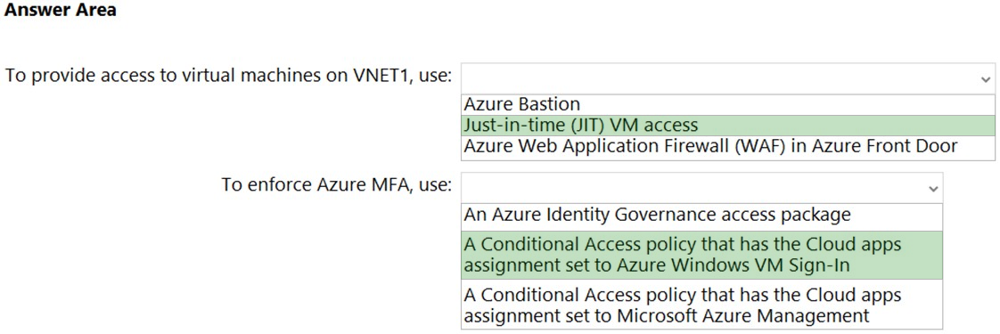 Answer Area
To provide access to virtual machines on VNET1, use:
Azure Bastion
Just-in-time (JIT) VM access
Azure Web Application Firewall (WAF) in Azure Front Door
To enforce Azure MFA, use:
An Azure Identity Governance access package
A Conditional Access policy that has the Cloud apps
assignment set to Azure Windows VM Sign-In
A Conditional Access policy that has the Cloud apps
assignment set to Microsoft Azure Management